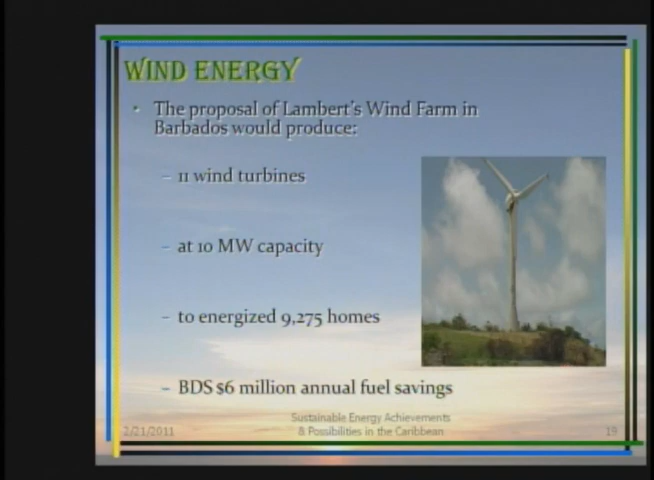 WIND ENERGY
• The proposal of Lambert's Wind Farm in
Barbados would produce:
– 11 wind turbines
– at 10 MW capacity
– to energized 9,275 homes
– BDS $6 million annual fuel savings
2/21/2011
Sustainable Energy Achievements
& Possibilities in the Caribbean
19